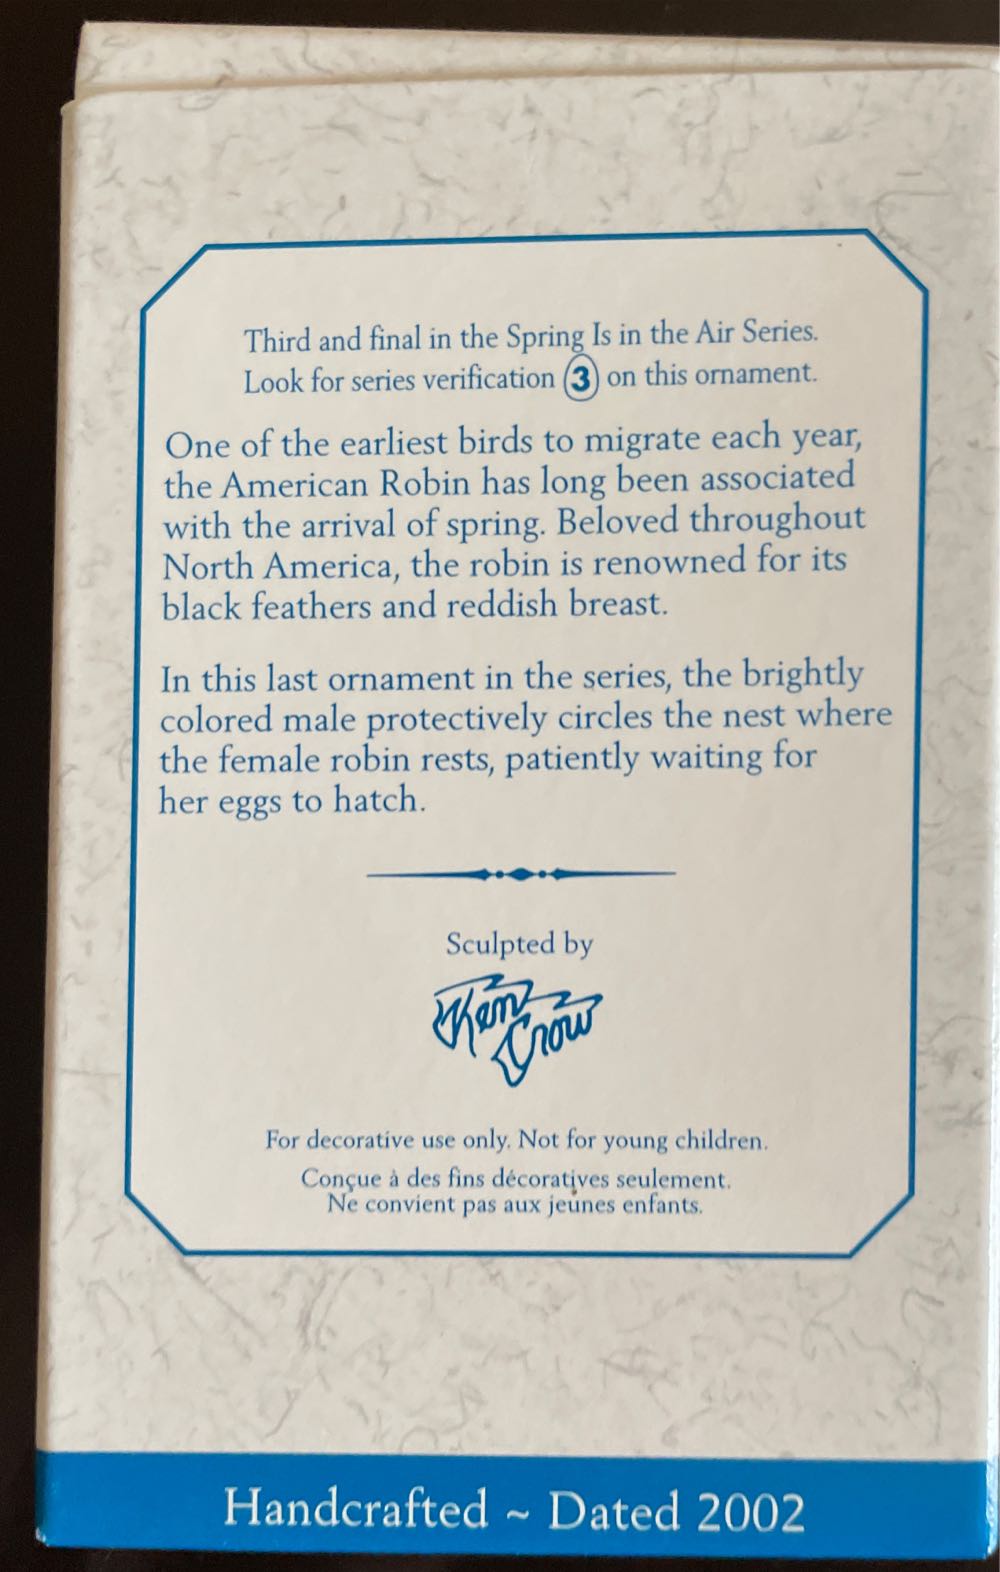 Third and final in the Spring Is in the Air Series.
Look for series verification 3 on this ornament.
One of the earliest birds to migrate each year,
the American Robin has long been associated
with the arrival of spring. Beloved throughout
North America, the robin is renowned for its
black feathers and reddish breast.
In this last ornament in the series, the brightly
colored male protectively circles the nest where
the female robin rests, patiently waiting for
her eggs to hatch.
Sculpted by
Ken
Crow
For decorative use only. Not for young children.
Conçue à des fins décoratives seulement.
Ne convient pas aux jeunes enfants.
Handcrafted ~ Dated 2002